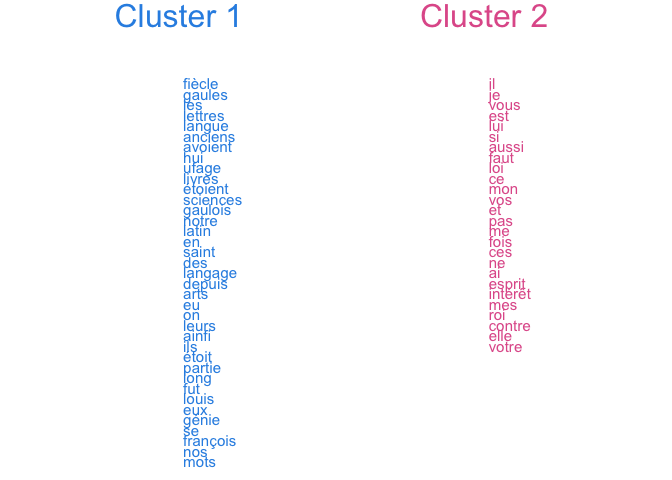 Cluster 1
fiècle
gaules
les
lettres
langue
anciens
avoient
hui
ufage
livres
étoient
sciences
gaulois
notre
latin
en
saint
des
langage
depuis
arts
eu
on
leurs
ainfi
ils
étoit
partie
long
fut
louis
eux
génie
se
françois
nos
mots
Cluster 2
il
je
vous
est
lui
si
aussi
faut
loi
ce
mon
vos
et
pas
me
fois
ces
ne
ai
esprit
intérêt
mes
roi
contre
elle
votre